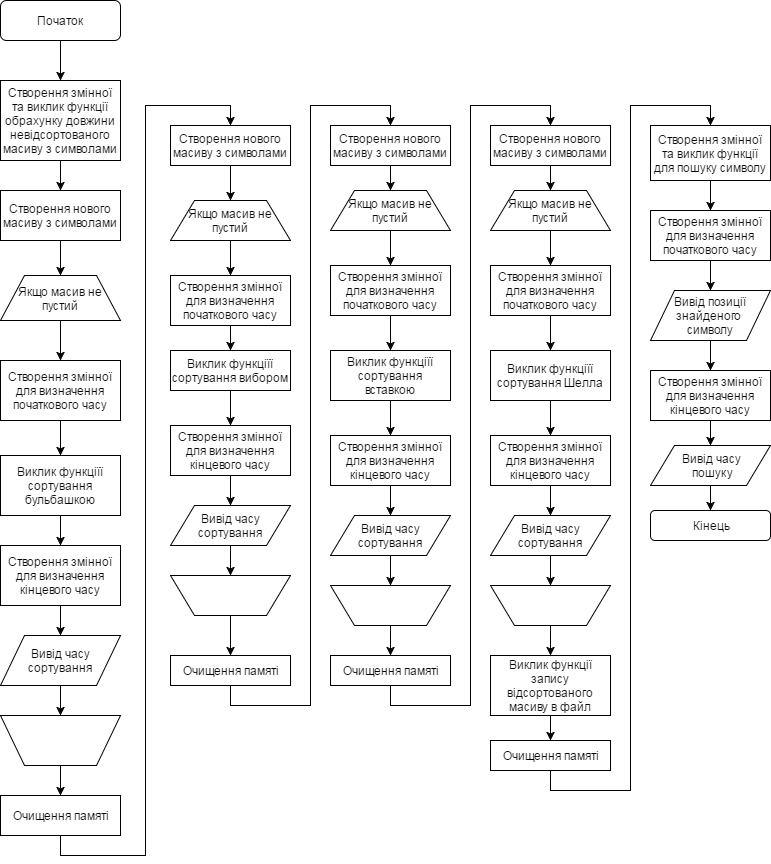 Початок
Створення змінної
та виклик функції
обрахунку довжини
невідсортованого
масиву з символами
Створення нового
масиву з символами
Якщо масив не
пустий
Створення змінної
для визначення
початкового часу
Виклик функціїї
сортування
бульбашкою
Створення змінної
для визначення
кінцевого часу
Вивід часу
сортування
Очищення памяті
Створення нового
масиву з символами
Якщо масив не
пустий
Створення змінної
для визначення
початкового часу
Виклик функціїї
сортування вибором
Створення змінної
для визначення
кінцевого часу
Вивід часу
сортування
Очищення памяті
Створення нового
масиву з символами
Якщо масив не
пустий
Створення змінної
для визначення
початкового часу
Виклик функціїї
сортування
вставкою
Створення змінної
для визначення
кінцевого часу
Вивід часу
сортування
Очищення памяті
Створення нового
масиву з символами
Якщо масив не
пустий
Створення змінної
для визначення
початкового часу
Виклик функціїї
сортування Шелла
Створення змінної
для визначення
кінцевого часу
Вивід часу
сортування
Виклик функції
запису
відсортованого
масиву в файл
Очищення памяті
Створення змінної
та виклик функції
для пошуку символу
Створення змінної
для визначення
початкового часу
Вивід позиції
знайденого
символу
Створення змінної
для визначення
кінцевого часу
Вивід часу
пошуку
Кінець